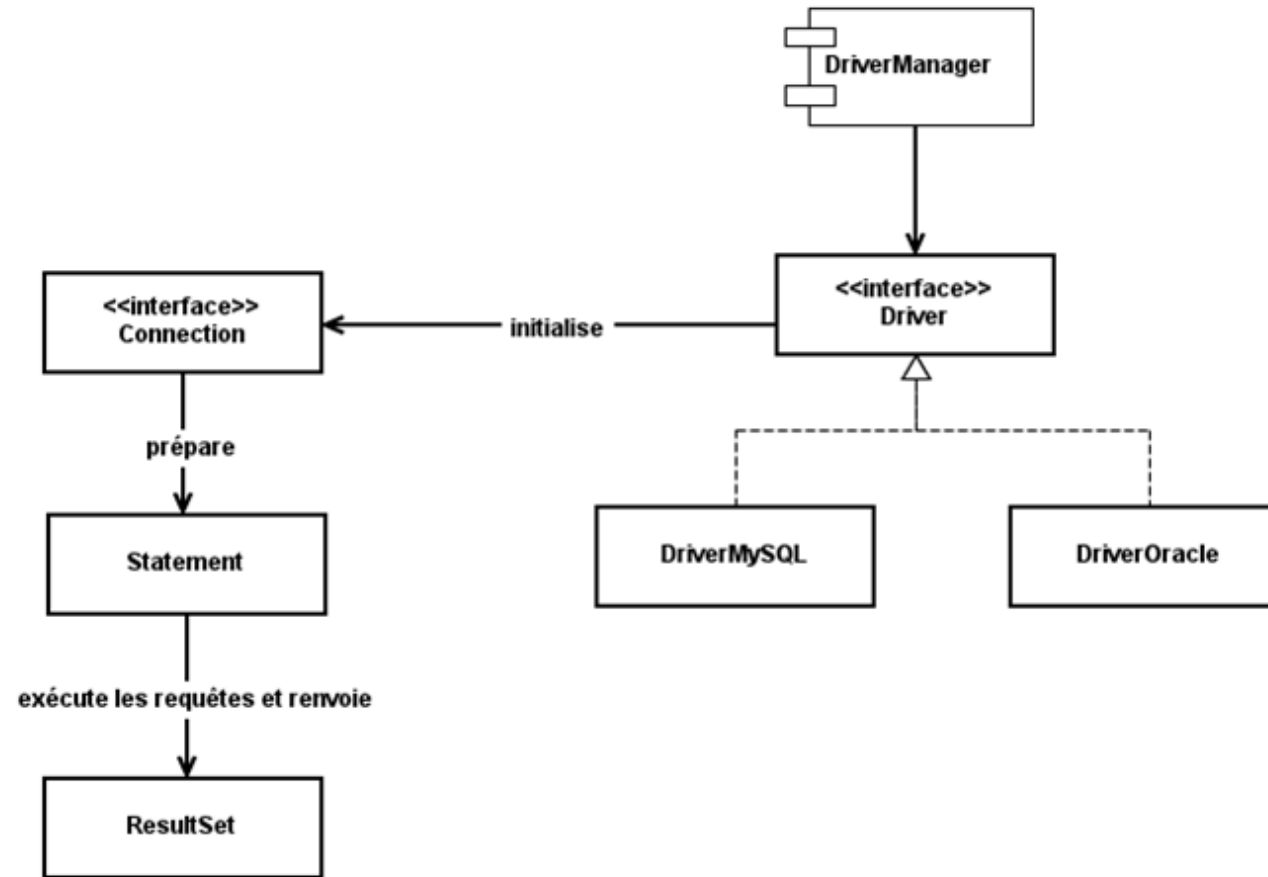 DriverManager
<<interface>>
Driver
<<interface>>
Connection
initialise
prépare
Statement
DriverMySQL
DriverOracle
exécute les requêtes et renvoie
ResultSet